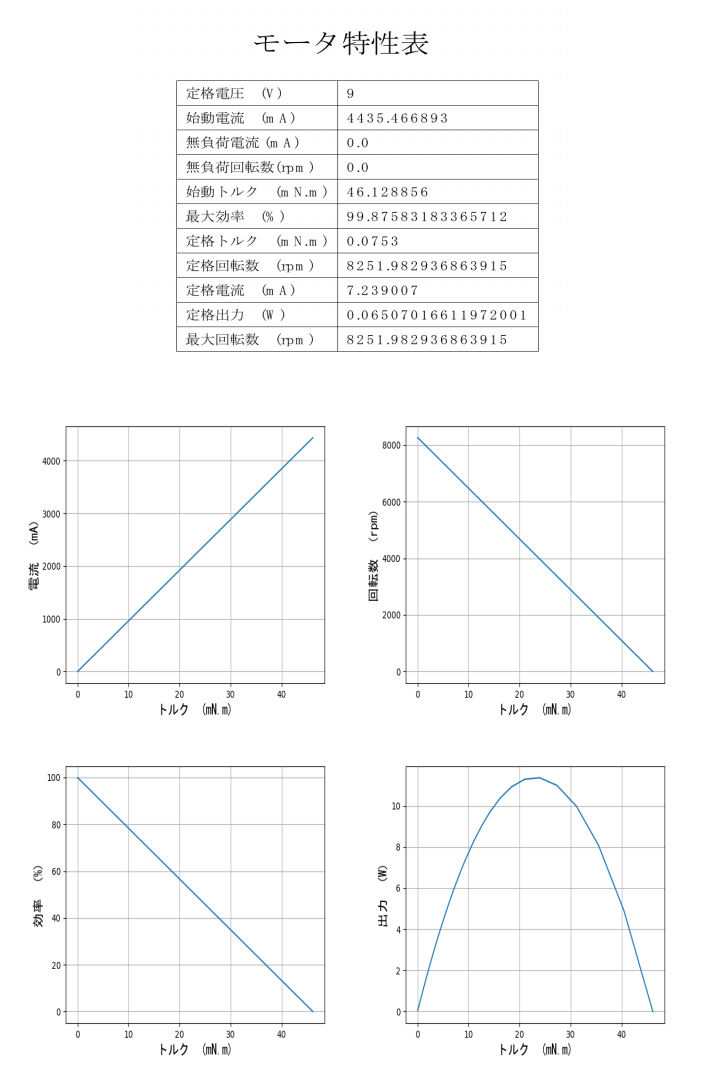 モータ特性表
定格電圧 (V) 9
始動電流 (mA) 4435.466893
無負荷電流 (mA) 0.0
無負荷回転数(rpm) 0.0
始動トルク (mN.m) 46.128856
最大効率 (%) 99.87583183365712
定格トルク (mN.m) 0.0753
定格回転数 (rpm) 8251.982936863915
定格電流 (mA) 7.239007
定格出力 (W) 0.06507016611972001
最大回転数 (rpm) 8251.982936863915
電流 (mA)
4000
3000
2000
1000
0
0 10 20 30 40
トルク (mN.m)
回転数 (rpm)
8000
6000
4000
2000
0
0 10 20 30 40
トルク (mN.m)
効率 (%)
100
80
60
40
20
0
0 10 20 30 40
トルク (mN.m)
出力 (W)
10
8
6
4
2
0
0 10 20 30 40
トルク (mN.m)